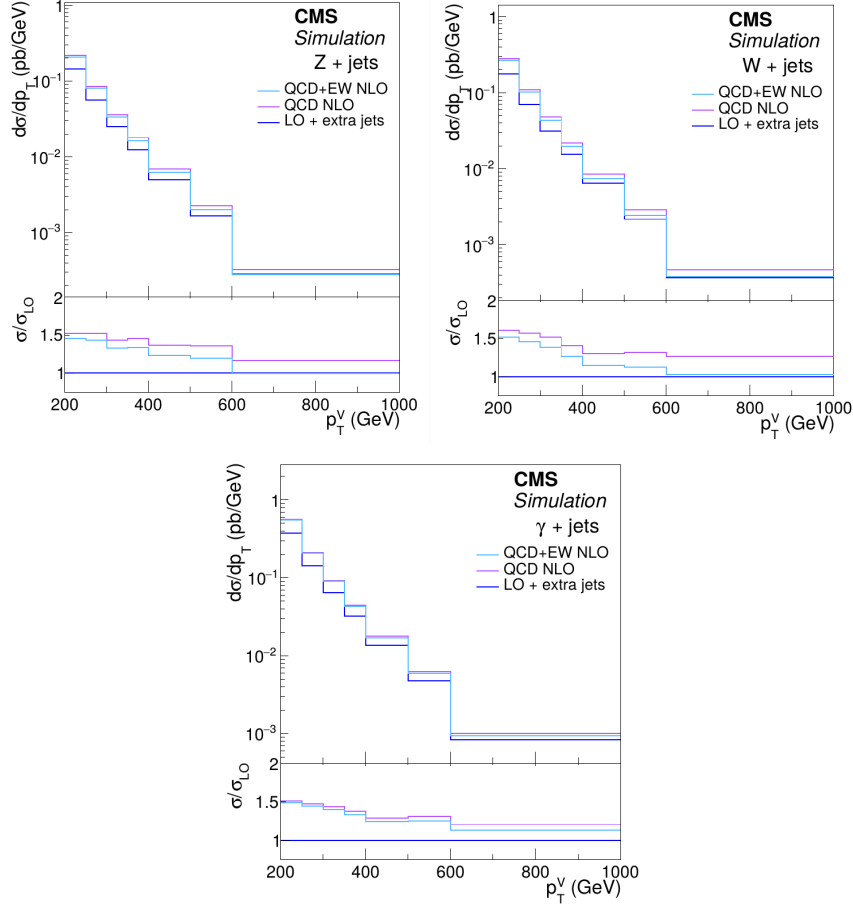 CMS
Simulation
Z + jets
QCD+EW NLO
QCD NLO
LO + extra jets
dσ/dp_T (pb/GeV)
1
10⁻¹
10⁻²
10⁻³
σ/σ_LO
2
1.5
1
200 400 600 800 1000
p_T^V (GeV)
CMS
Simulation
W + jets
QCD+EW NLO
QCD NLO
LO + extra jets
dσ/dp_T (pb/GeV)
1
10⁻¹
10⁻²
10⁻³
σ/σ_LO
2
1.5
1
200 400 600 800 1000
p_T^V (GeV)
CMS
Simulation
γ + jets
QCD+EW NLO
QCD NLO
LO + extra jets
dσ/dp_T (pb/GeV)
1
10⁻¹
10⁻²
10⁻³
σ/σ_LO
2
1.5
1
200 400 600 800 1000
p_T^V (GeV)